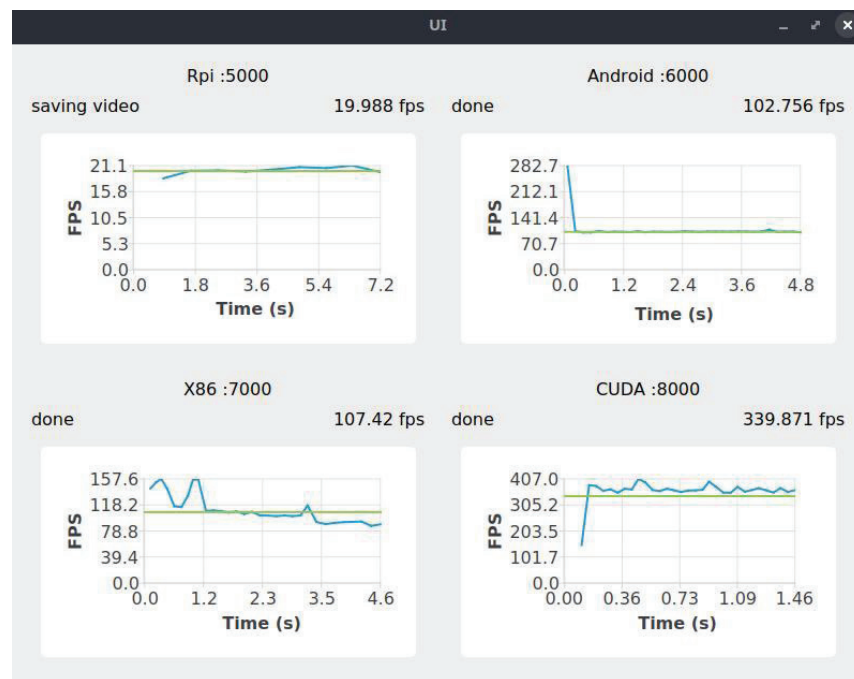 UI
Rpi :5000
saving video 19.988 fps
21.1
15.8
10.5
5.3
0.0
FPS
0.0 1.8 3.6 5.4 7.2
Time (s)
Android :6000
done 102.756 fps
282.7
212.1
141.4
70.7
0.0
FPS
0.0 1.2 2.4 3.6 4.8
Time (s)
X86 :7000
done 107.42 fps
157.6
118.2
78.8
39.4
0.0
FPS
0.0 1.2 2.3 3.5 4.6
Time (s)
CUDA :8000
done 339.871 fps
407.0
305.2
203.5
101.7
0.0
FPS
0.00 0.36 0.73 1.09 1.46
Time (s)